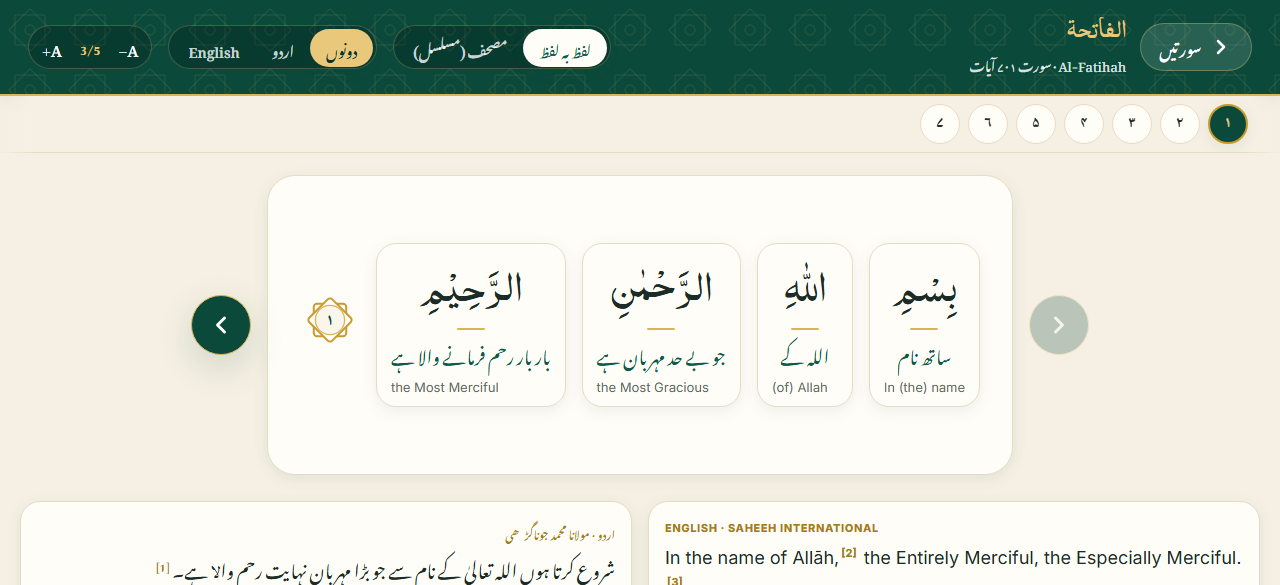 سورتیں
الفاتحة
Al-Fatihah · سورت ۱ · ۷ آیات
لفظ بہ لفظ
مصحف (مسلسل)
دونوں
اردو
English
A−
3/5
A+
۱
۲
۳
۴
۵
٦
۷
بِسْمِ
ساتھ نام
In (the) name
اللّٰهِ
اللہ کے
(of) Allah
الرَّحْمٰنِ
جو بے حد مہربان ہے
the Most Gracious
الرَّحِيْمِ
بار بار رحم فرمانے والا ہے
the Most Merciful
۱
ENGLISH · SAHEEH INTERNATIONAL
In the name of Allāh,[2] the Entirely Merciful, the Especially Merciful.
[3]
اردو · مولانا محمد جوناگڑھی
شروع کرتا ہوں اللہ تعالیٰ کے نام سے جو بڑا مہربان نہایت رحم والا ہے۔ [1]